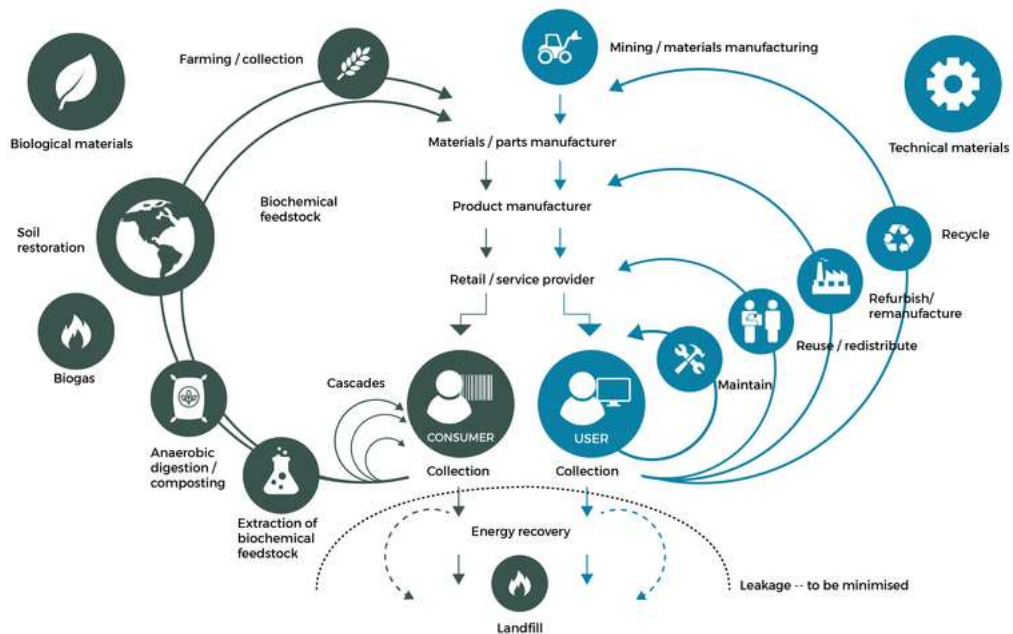 Farming / collection
Mining / materials manufacturing
Biological materials
Technical materials
Materials / parts manufacturer
Biochemical
feedstock
Product manufacturer
Soil
restoration
Recycle
Retail / service provider
Refurbish/
remanufacture
Reuse / redistribute
Biogas
Cascades
Maintain
CONSUMER
USER
Anaerobic
digestion /
composting
Collection
Collection
Extraction of
biochemical
feedstock
Energy recovery
Leakage -- to be minimised
Landfill